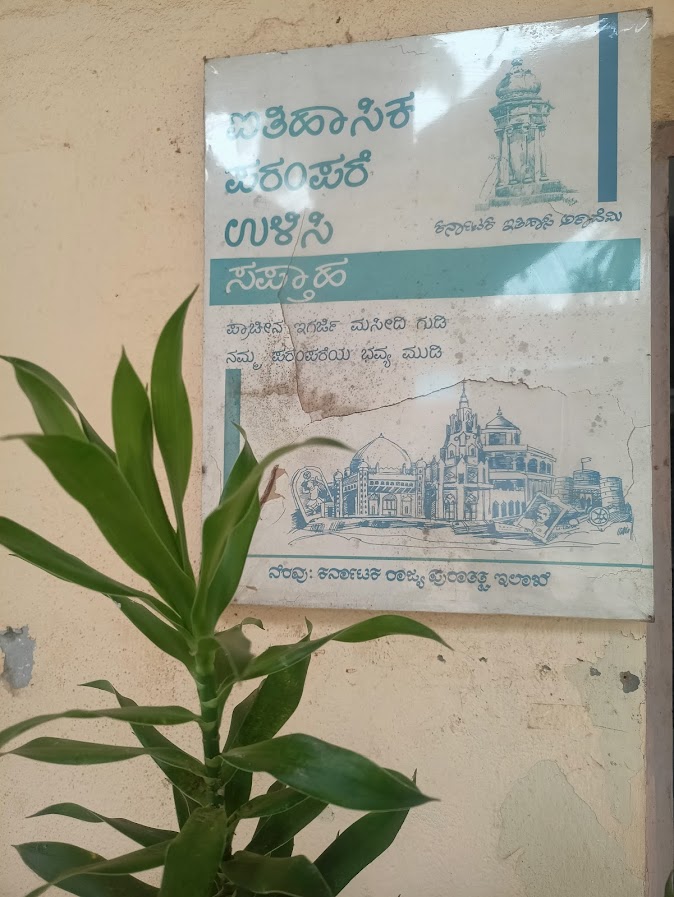 ಐತಿಹಾಸಿಕ
ಪರಂಪರೆ
ಉಳಿಸಿ
ಸಪ್ತಾಹ
ಕರ್ನಾಟಕ ಇತಿಹಾಸ ಅಕಾದೆಮಿ
ಪ್ರಾಚೀನ ಇಗರ್ಜಿ ಮಸೀದಿ ಗುಡಿ
ನಮ್ಮ ಪರಂಪರೆಯ ಭವ್ಯ ಮುಡಿ
ನೆರವು: ಕರ್ನಾಟಕ ರಾಜ್ಯ ಪುರಾತತ್ವ ಇಲಾಖೆ